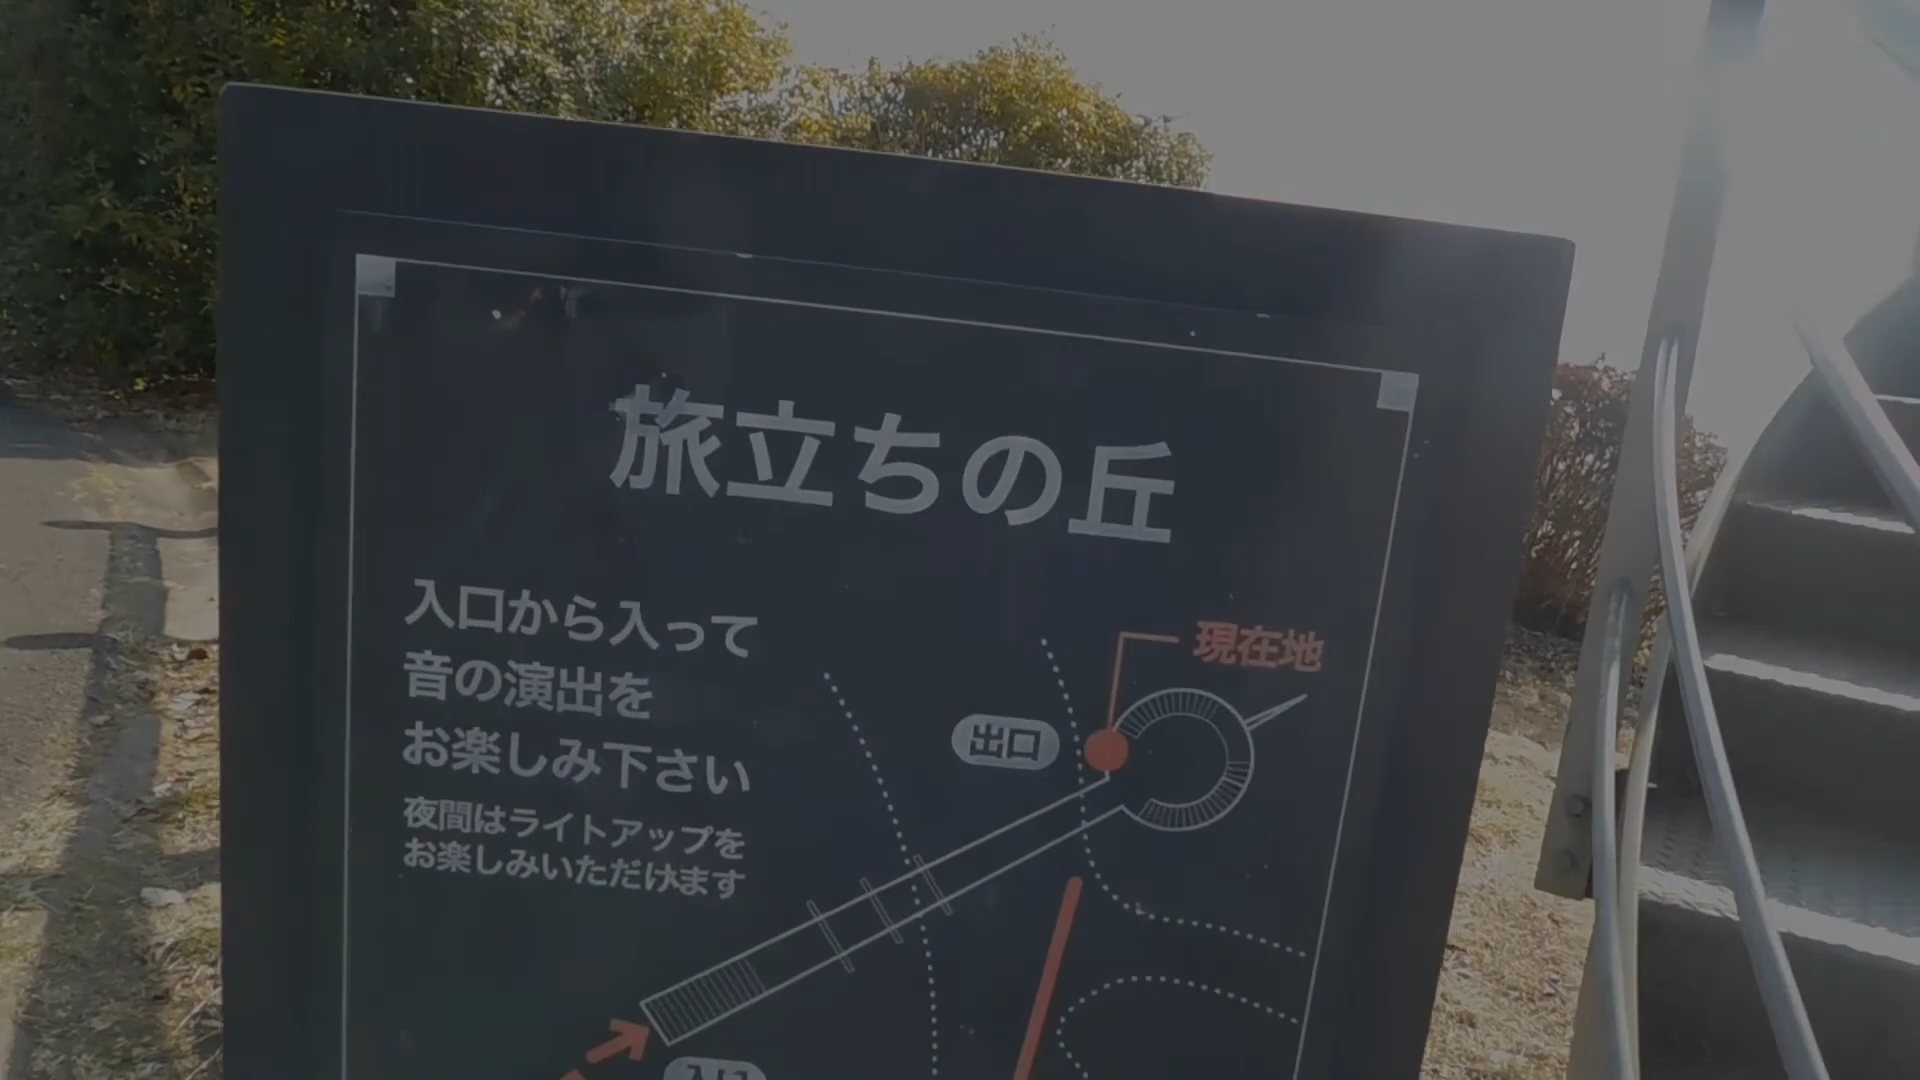 旅立ちの丘
入口から入って
音の演出を
お楽しみ下さい
夜間はライトアップを
お楽しみいただけます
現在地
出口